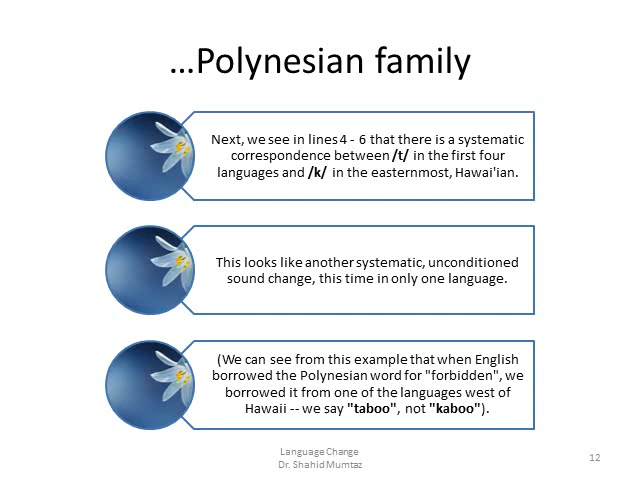 ...Polynesian family
Next, we see in lines 4 - 6 that there is a systematic
correspondence between /t/ in the first four
languages and /k/ in the easternmost, Hawai'ian.
This looks like another systematic, unconditioned
sound change, this time in only one language.
(We can see from this example that when English
borrowed the Polynesian word for "forbidden", we
borrowed it from one of the languages west of
Hawaii -- we say "taboo", not "kaboo").
Language Change
Dr. Shahid Mumtaz
12